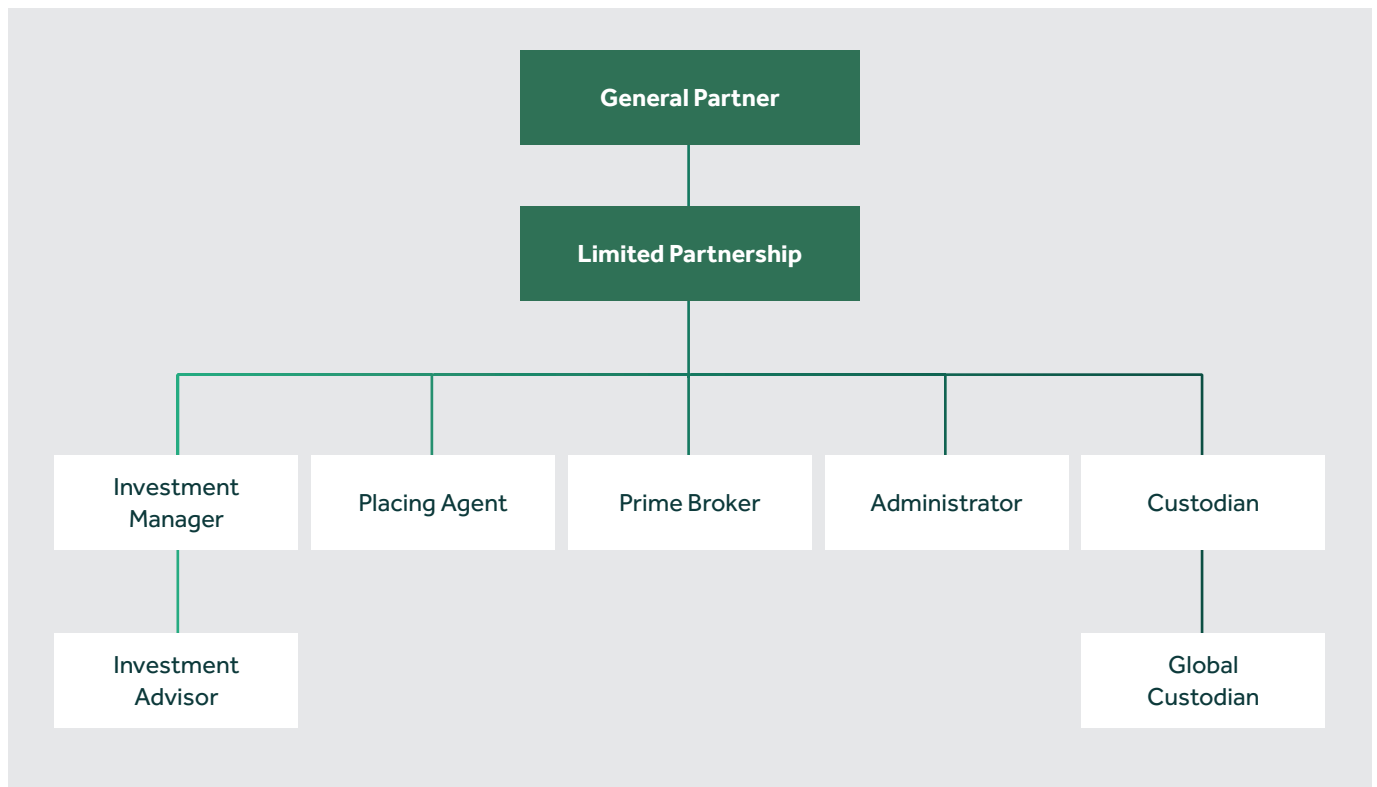 General Partner
Limited Partnership
Investment
Manager
Placing Agent
Prime Broker
Administrator
Custodian
Investment
Advisor
Global
Custodian